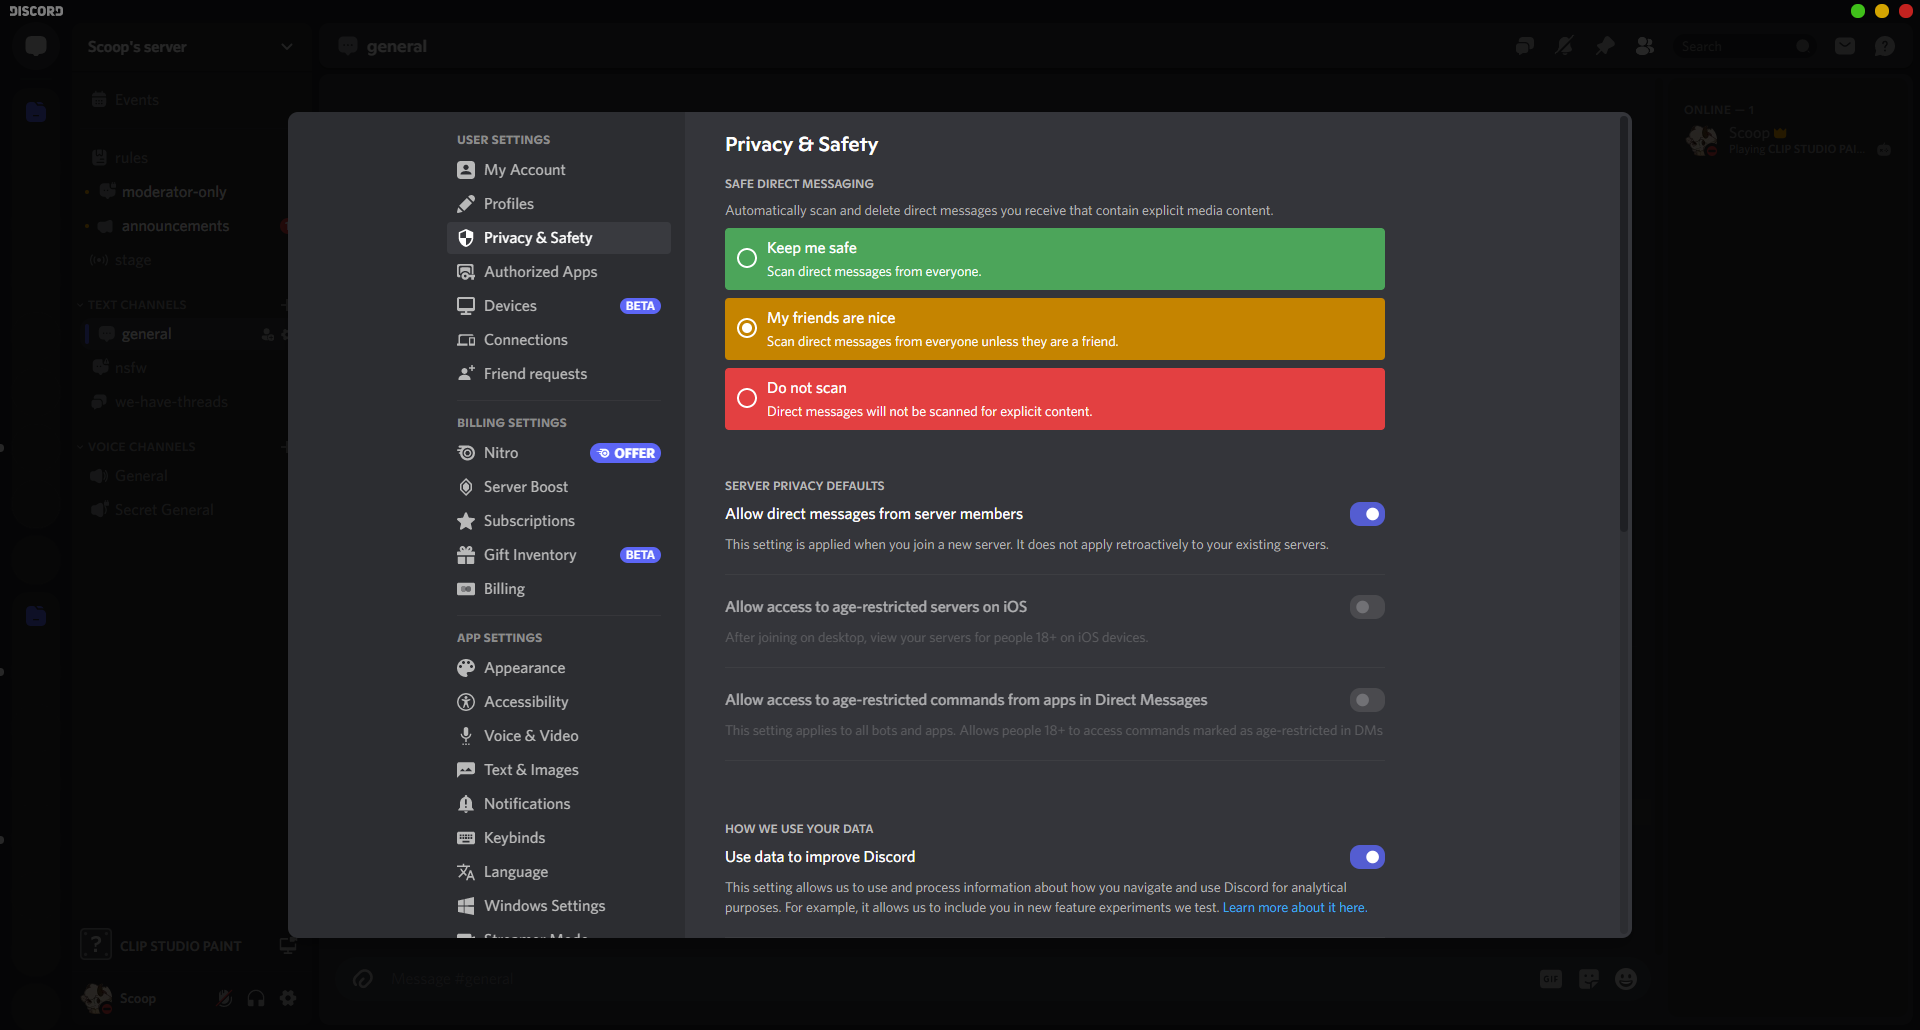 DISCORD
Scoop's server
general
Search
Events
rules
moderator-only
announcements
stage
TEXT CHANNELS
general
nsfw
we-have-threads
VOICE CHANNELS
General
Secret General
CLIP STUDIO PAINT
Scoop
USER SETTINGS
My Account
Profiles
Privacy & Safety
Authorized Apps
Devices BETA
Connections
Friend requests
BILLING SETTINGS
Nitro OFFER
Server Boost
Subscriptions
Gift Inventory BETA
Billing
APP SETTINGS
Appearance
Accessibility
Voice & Video
Text & Images
Notifications
Keybinds
Language
Windows Settings
Streamer Mode
Privacy & Safety
SAFE DIRECT MESSAGING
Automatically scan and delete direct messages you receive that contain explicit media content.
Keep me safe
Scan direct messages from everyone.
My friends are nice
Scan direct messages from everyone unless they are a friend.
Do not scan
Direct messages will not be scanned for explicit content.
SERVER PRIVACY DEFAULTS
Allow direct messages from server members
This setting is applied when you join a new server. It does not apply retroactively to your existing servers.
Allow access to age-restricted servers on iOS
After joining on desktop, view your servers for people 18+ on iOS devices.
Allow access to age-restricted commands from apps in Direct Messages
This setting applies to all bots and apps. Allows people 18+ to access commands marked as age-restricted in DMs
HOW WE USE YOUR DATA
Use data to improve Discord
This setting allows us to use and process information about how you navigate and use Discord for analytical
purposes. For example, it allows us to include you in new feature experiments we test. Learn more about it here.
Message #general
GIF
ONLINE — 1
Scoop
Playing CLIP STUDIO PAI...